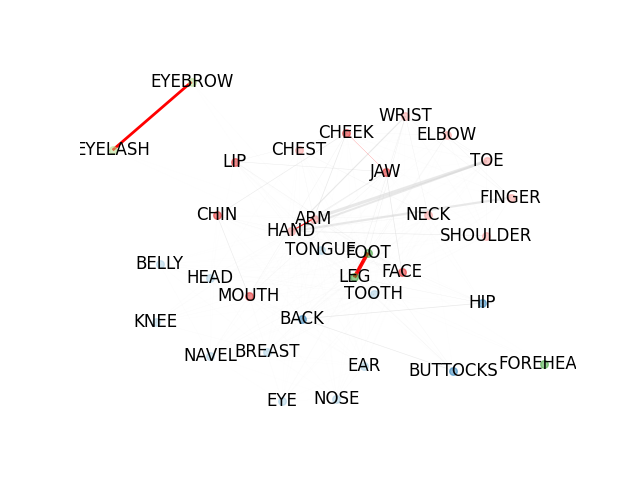 EYEBROW
WRIST
CHEEK
ELBOW
EYELASH
CHEST
LIP
TOE
JAW
FINGER
CHIN
ARM
NECK
HAND
SHOULDER
TONGUE
FOOT
BELLY
HEAD
LEG
FACE
MOUTH
TOOTH
HIP
KNEE
BACK
NAVEL
BREAST
EAR
BUTTOCKS
FOREHEA
EYE
NOSE